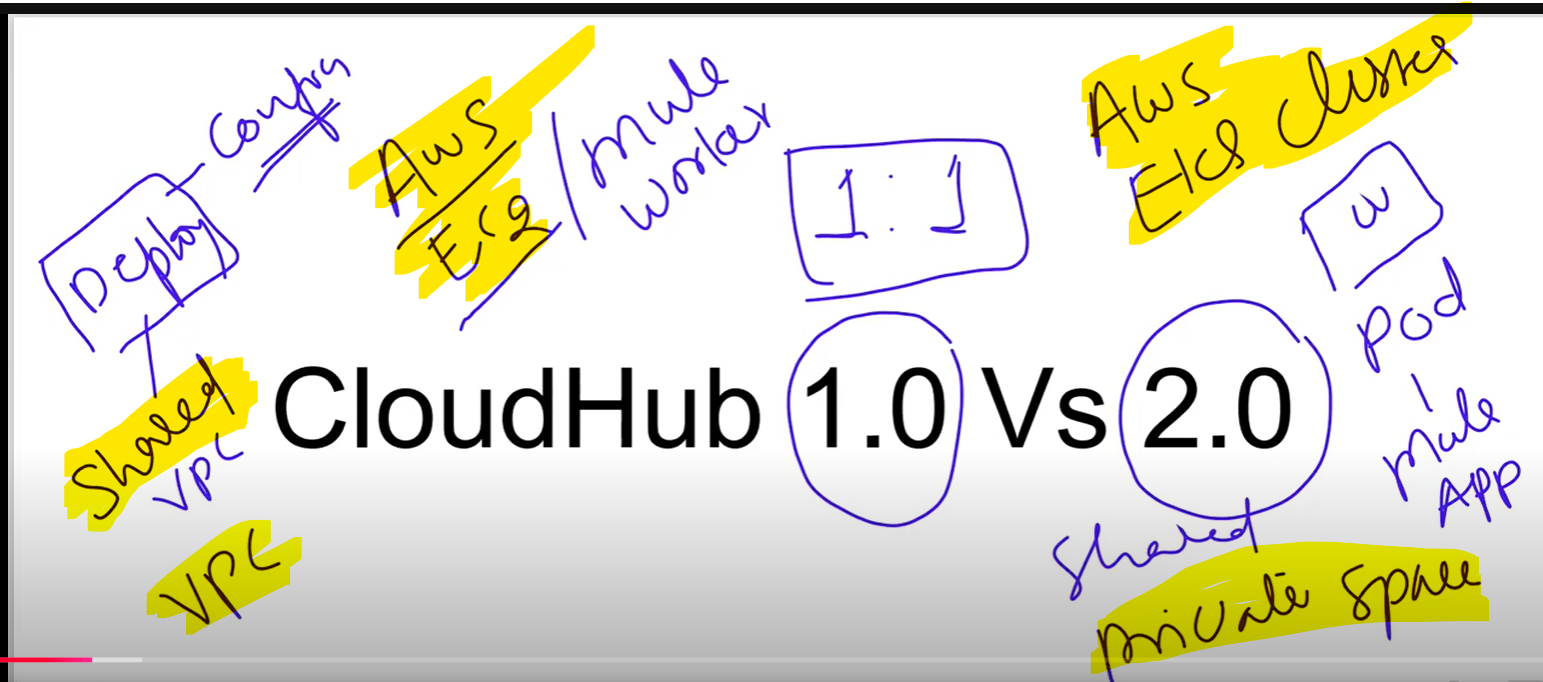 Config
Deploy
Shared
VPC
VPC
AWS
EC2
/ Mule
Worker
1:1
CloudHub 1.0 Vs 2.0
AWS
EKS Cluster
Pod
Mule
App
Shared
Private Space